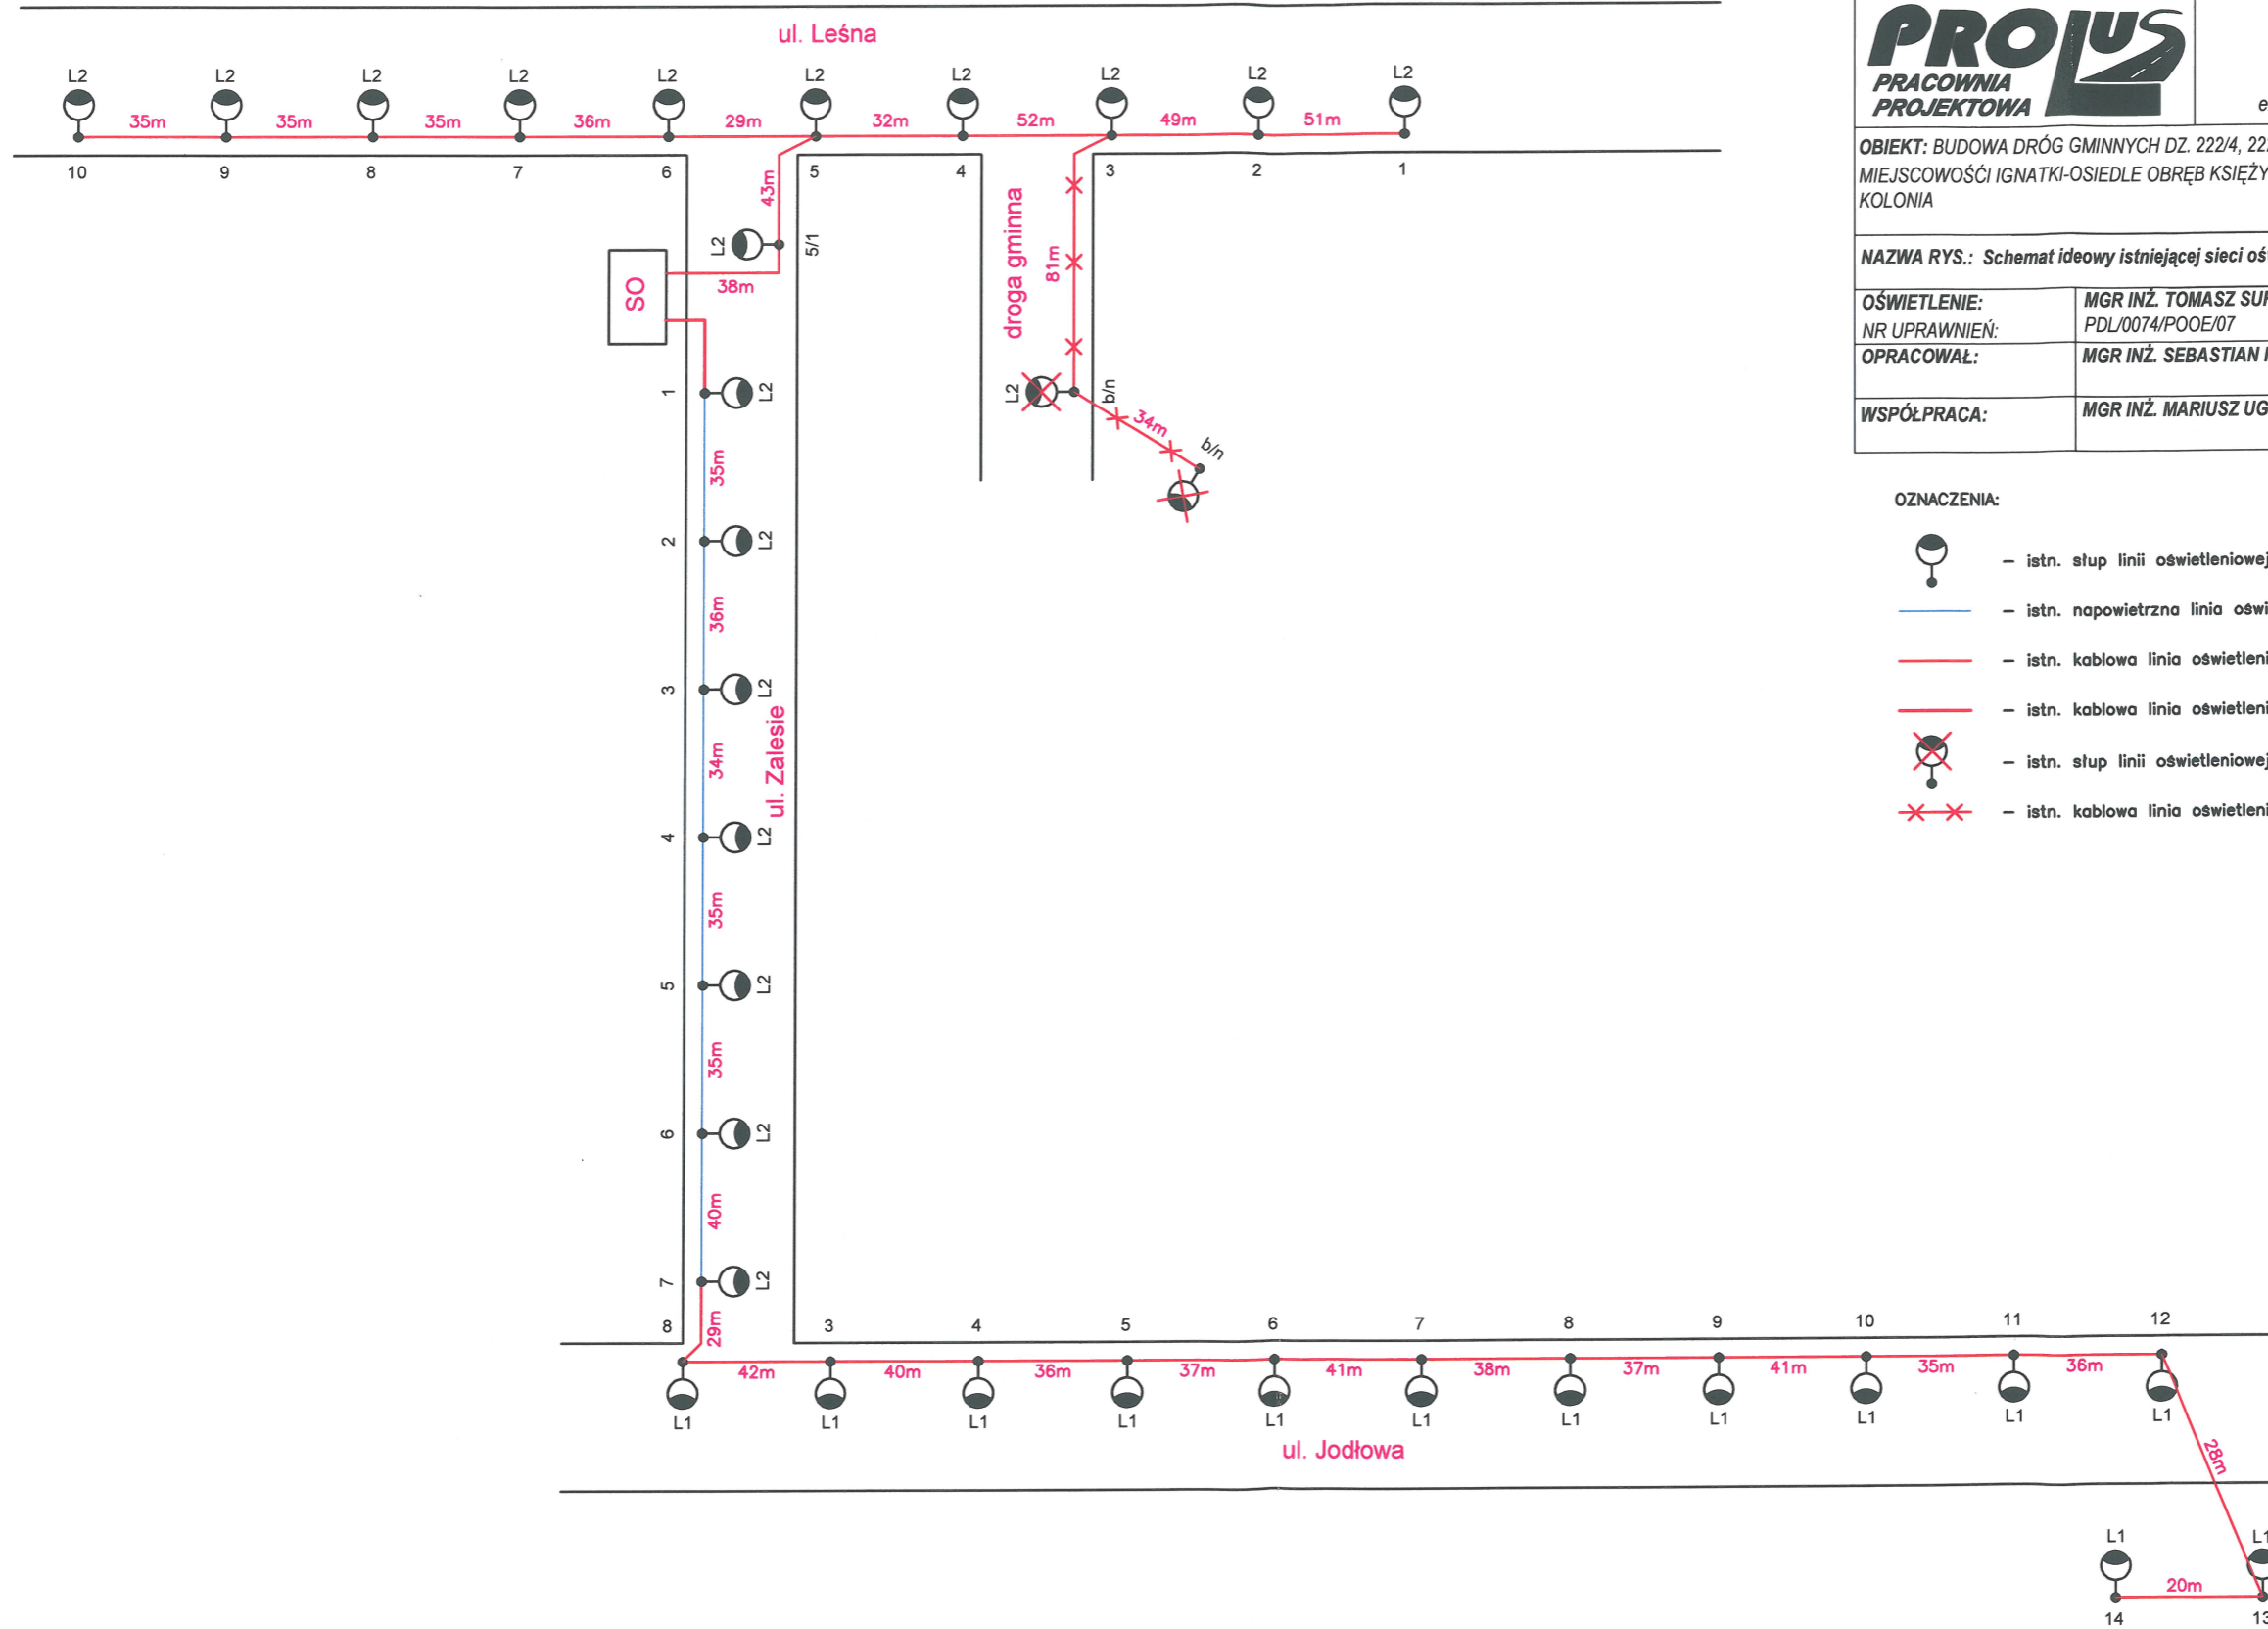 ul. Leśna
L2 L2 L2 L2 L2 L2 L2 L2 L2 L2
35m 35m 35m 36m 29m 32m 52m 49m 51m
10 9 8 7 6 5 4 3 2 1
43m
L2
5/1
38m
SO
droga gminna
81m
L2
b/n
34m
b/n
1 L2
35m
2 L2
36m
3 L2
ul. Zalesie
34m
4 L2
35m
5 L2
35m
6 L2
40m
7 L2
29m
8 3 4 5 6 7 8 9 10 11 12
42m 40m 36m 37m 41m 38m 37m 41m 35m 36m
L1 L1 L1 L1 L1 L1 L1 L1 L1 L1 L1
ul. Jodłowa
28m
L1 L1
20m
14 13
PROLUS
PRACOWNIA
PROJEKTOWA
e
OBIEKT: BUDOWA DRÓG GMINNYCH DZ. 222/4, 22
MIEJSCOWOŚĆI IGNATKI-OSIEDLE OBRĘB KSIĘŻY
KOLONIA
NAZWA RYS.: Schemat ideowy istniejącej sieci oś
OŚWIETLENIE: MGR INŻ. TOMASZ SU
NR UPRAWNIEŃ: PDL/0074/POOE/07
OPRACOWAŁ: MGR INŻ. SEBASTIAN
WSPÓŁPRACA: MGR INŻ. MARIUSZ UG
OZNACZENIA:
– istn. słup linii oświetleniowej
– istn. napowietrzna linia oświ
– istn. kablowa linia oświetleni
– istn. kablowa linia oświetleni
– istn. słup linii oświetleniowej
– istn. kablowa linia oświetleni